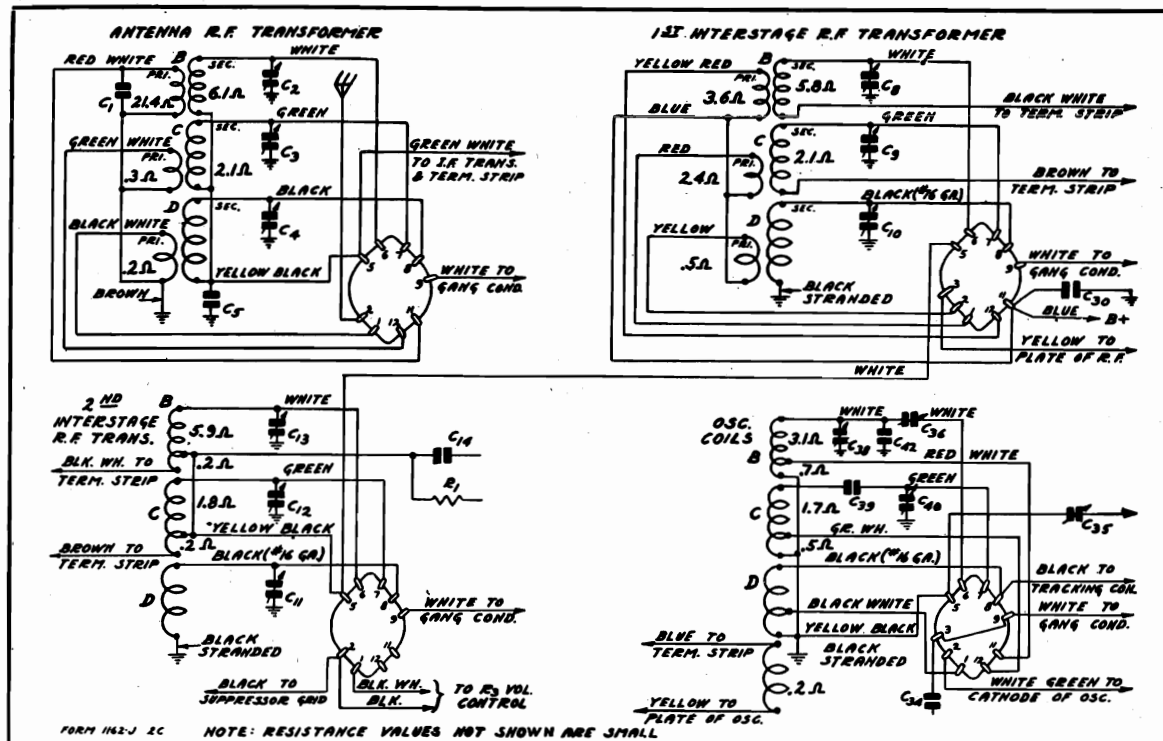 ANTENNA R.F. TRANSFORMER
RED WHITE
B
PRI.
SEC.
WHITE
C1
21.4Ω
6.1Ω
C2
C
SEC.
GREEN
GREEN WHITE
PRI.
.3Ω
2.1Ω
C3
GREEN WHITE
TO I.F. TRANS.
& TERM. STRIP
D
SEC.
BLACK
BLACK WHITE
PRI.
.2Ω
C4
YELLOW BLACK
BROWN
C5
5
6
7
8
9
2
1
12
11
WHITE TO
GANG COND.
1ST INTERSTAGE R.F. TRANSFORMER
YELLOW RED
B
PRI.
SEC.
WHITE
3.6Ω
5.8Ω
C8
BLUE
BLACK WHITE
TO TERM. STRIP
C
SEC.
GREEN
RED
PRI.
2.4Ω
2.1Ω
C9
BROWN TO
TERM. STRIP
D
SEC.
BLACK (#16 GA.)
YELLOW
PRI.
.5Ω
C10
BLACK
STRANDED
5
6
7
8
9
3
2
1
12
11
WHITE TO
GANG COND.
C30
BLUE
B+
YELLOW TO
PLATE OF R.F.
WHITE
2ND
INTERSTAGE
R.F. TRANS.
B
WHITE
5.9Ω
C13
.2Ω
C14
R1
BLK. WH. TO
TERM. STRIP
GREEN
C
1.8Ω
C12
YELLOW BLACK
.2Ω
BROWN TO
TERM. STRIP
BLACK (#16 GA.)
D
C11
BLACK
STRANDED
5
6
7
8
9
2
1
12
11
WHITE TO
GANG COND.
BLACK TO
SUPPRESSOR GRID
BLK. WH.
BLK.
TO R3 VOL.
CONTROL
OSC.
COILS
B
WHITE
WHITE
3.1Ω
C38
C42
C36
.7Ω
RED WHITE
C
1.7Ω
C39
GREEN
C40
C35
GR. WH.
.5Ω
BLACK (#16 GA.)
D
BLACK WHITE
YELLOW BLACK
BLUE TO
TERM. STRIP
BLACK
STRANDED
.2Ω
YELLOW TO
PLATE OF OSC.
5
6
7
8
9
3
2
1
12
11
BLACK TO
TRACKING CON.
WHITE TO
GANG COND.
WHITE GREEN TO
CATHODE OF OSC.
C34
FORM 1162-J 2C
NOTE: RESISTANCE VALUES NOT SHOWN ARE SMALL